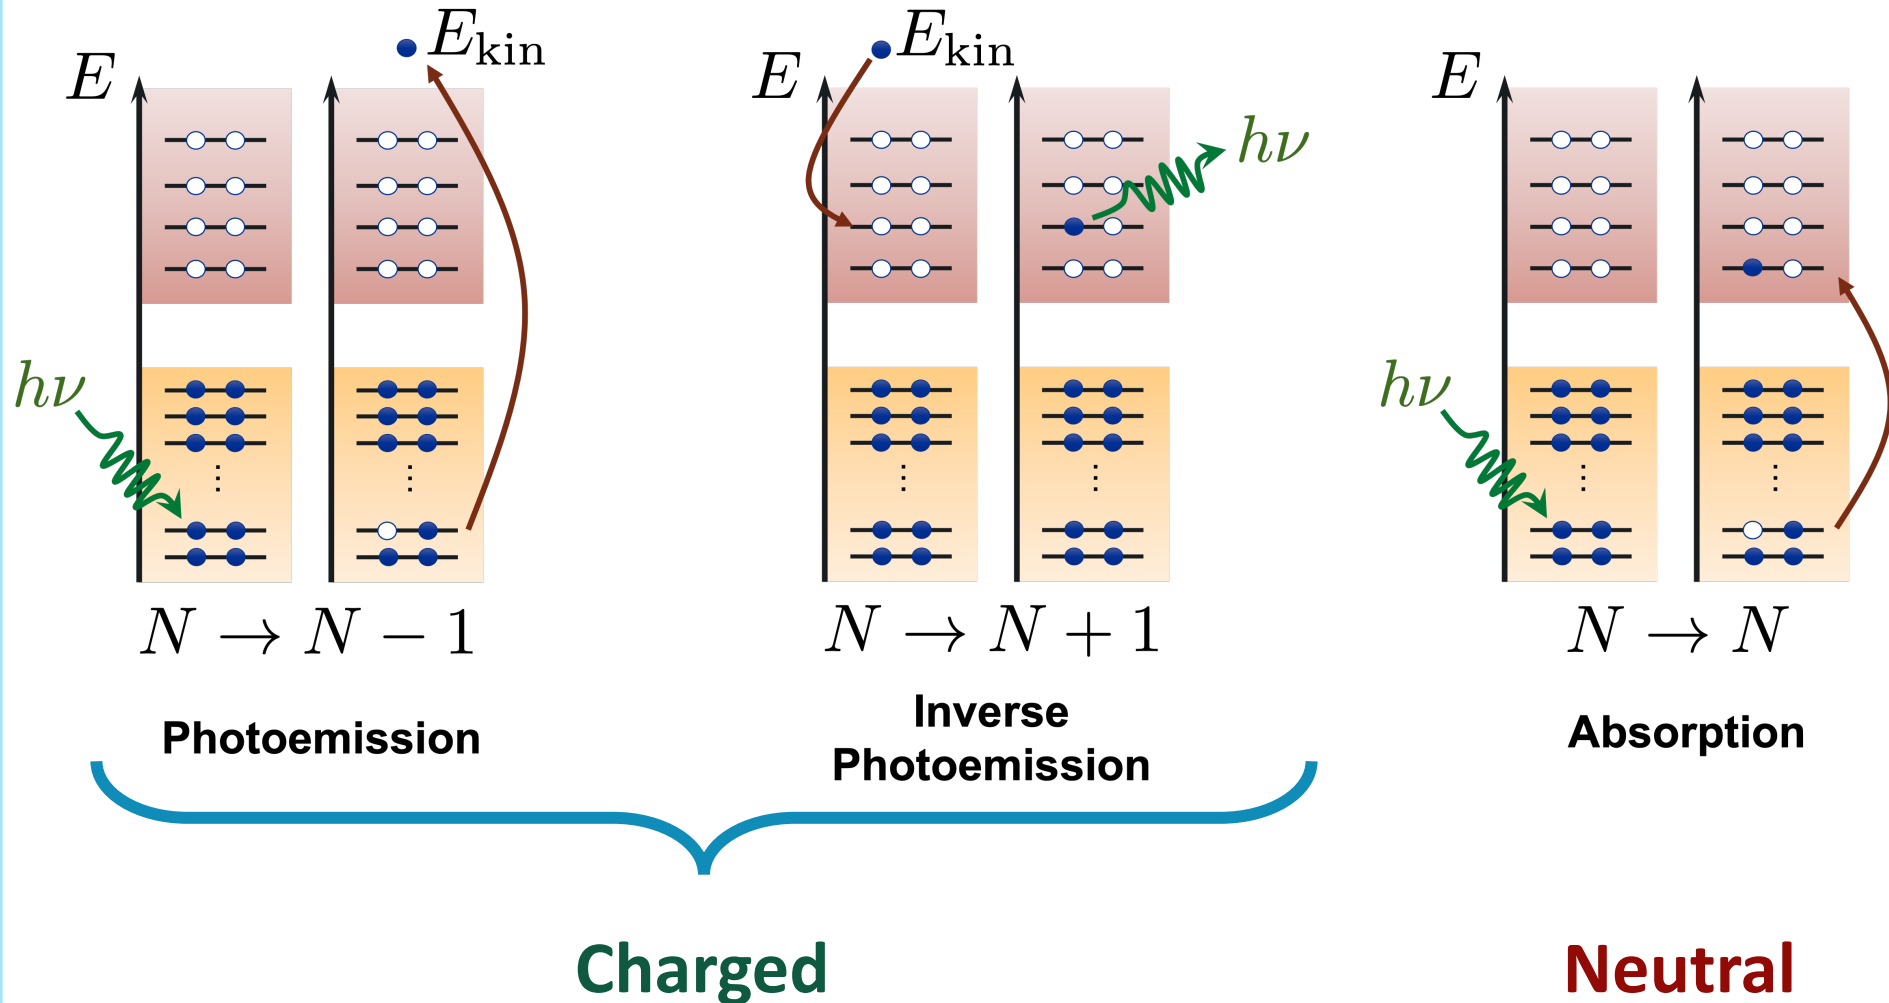 E
E_kin
hν
N → N − 1
Photoemission
E
E_kin
hν
N → N + 1
Inverse
Photoemission
E
hν
N → N
Absorption
Charged
Neutral